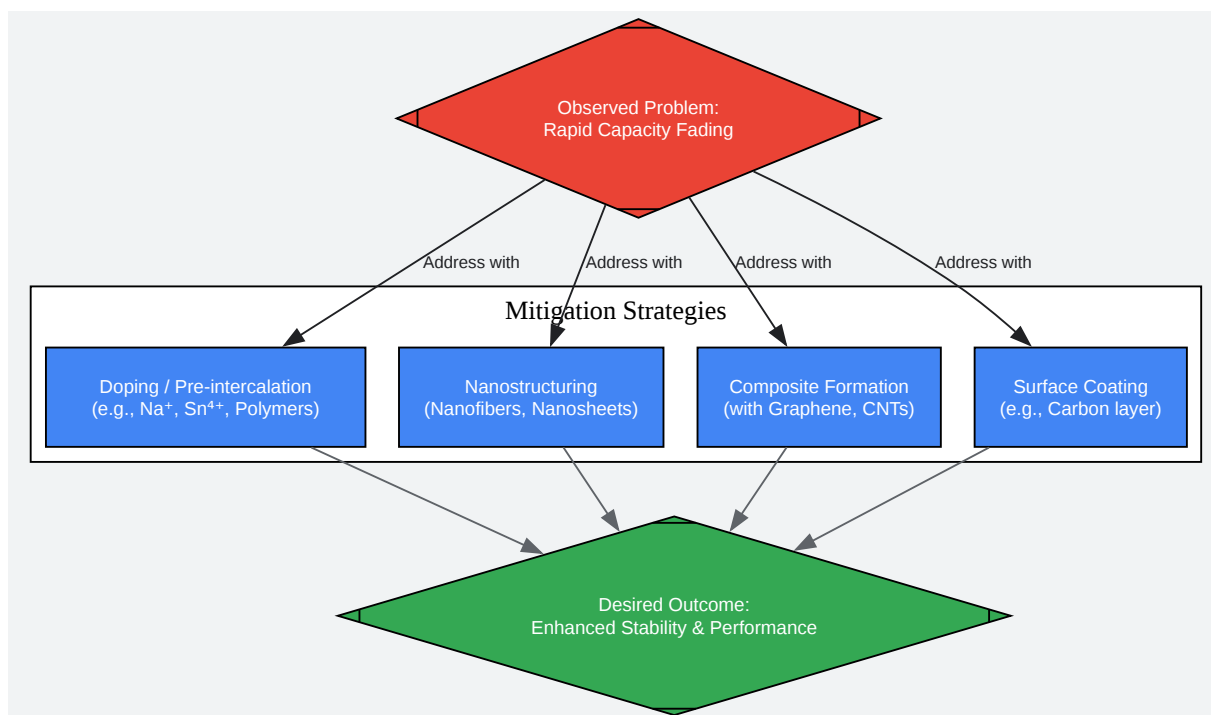 Observed Problem:
Rapid Capacity Fading
Address with
Address with
Address with
Address with
Mitigation Strategies
Doping / Pre-intercalation
(e.g., Na⁺, Sn⁴⁺, Polymers)
Nanostructuring
(Nanofibers, Nanosheets)
Composite Formation
(with Graphene, CNTs)
Surface Coating
(e.g., Carbon layer)
Desired Outcome:
Enhanced Stability & Performance